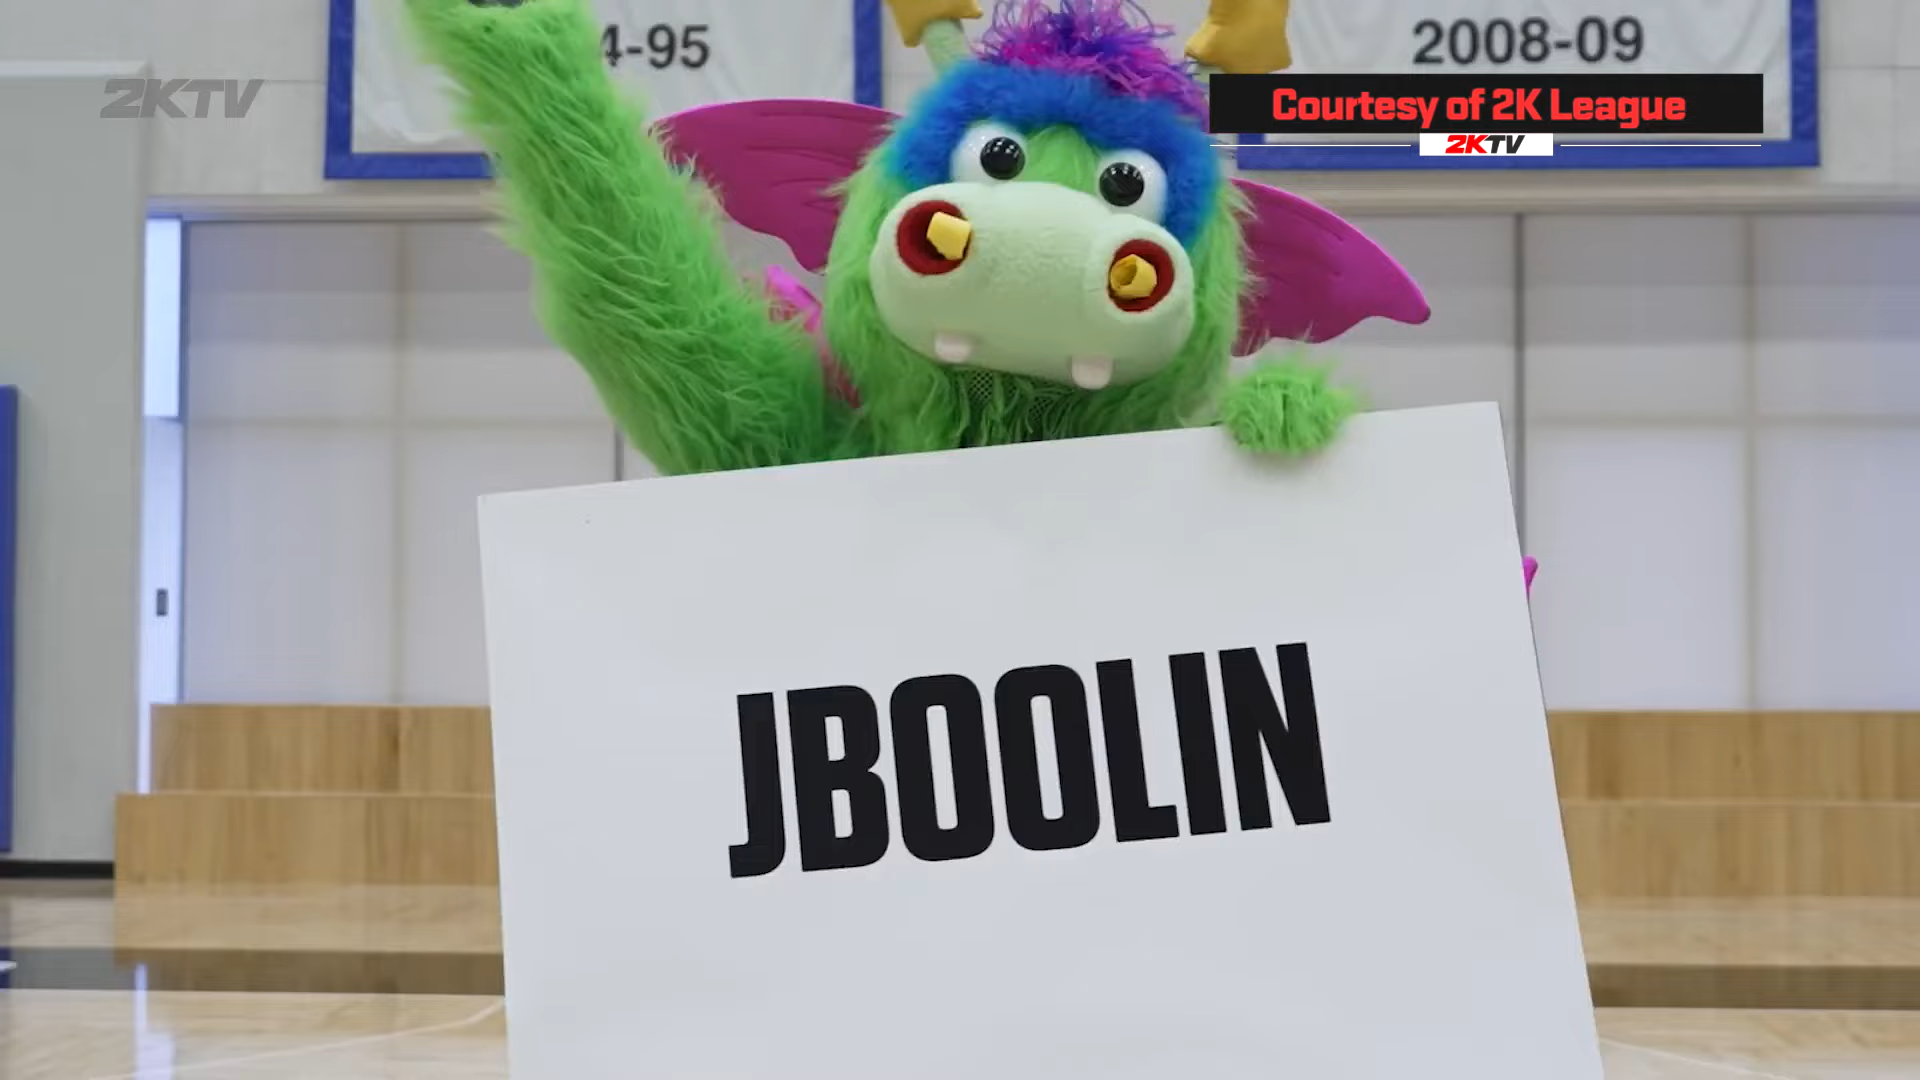 4-95
2008-09
2KTV
Courtesy of 2K League
2KTV
JBOOLIN